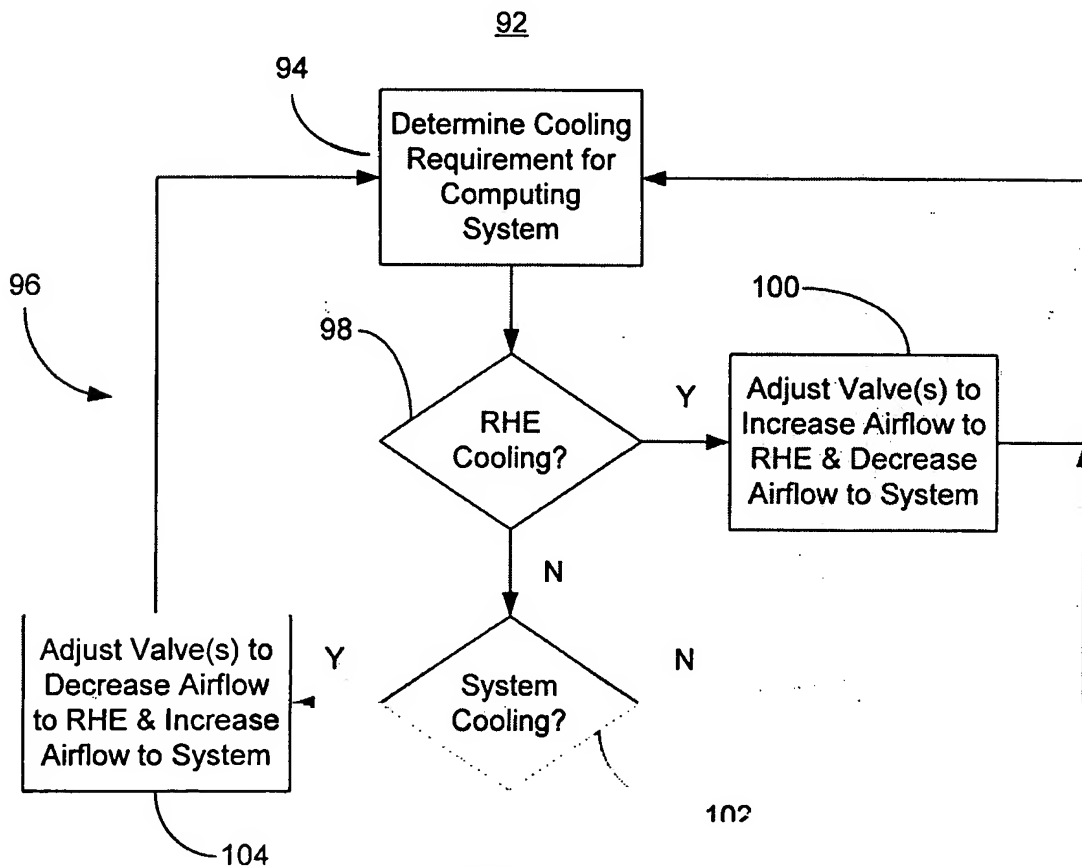 92
94
Determine Cooling
Requirement for
Computing
System
96
98
100
RHE
Cooling?
Y
Adjust Valve(s) to
Increase Airflow to
RHE & Decrease
Airflow to System
N
Adjust Valve(s) to
Decrease Airflow
to RHE & Increase
Airflow to System
Y
System
Cooling?
N
102
104